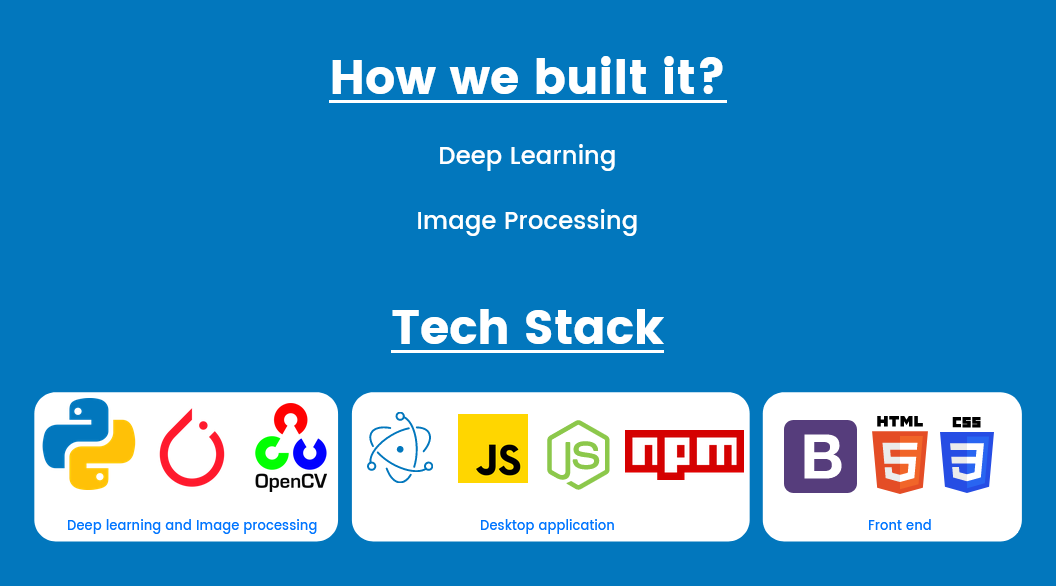 How we built it?
Deep Learning
Image Processing
Tech Stack
OpenCV
Deep learning and Image processing
JS
JS
npm
Desktop application
B
HTML
5
CSS
3
Front end